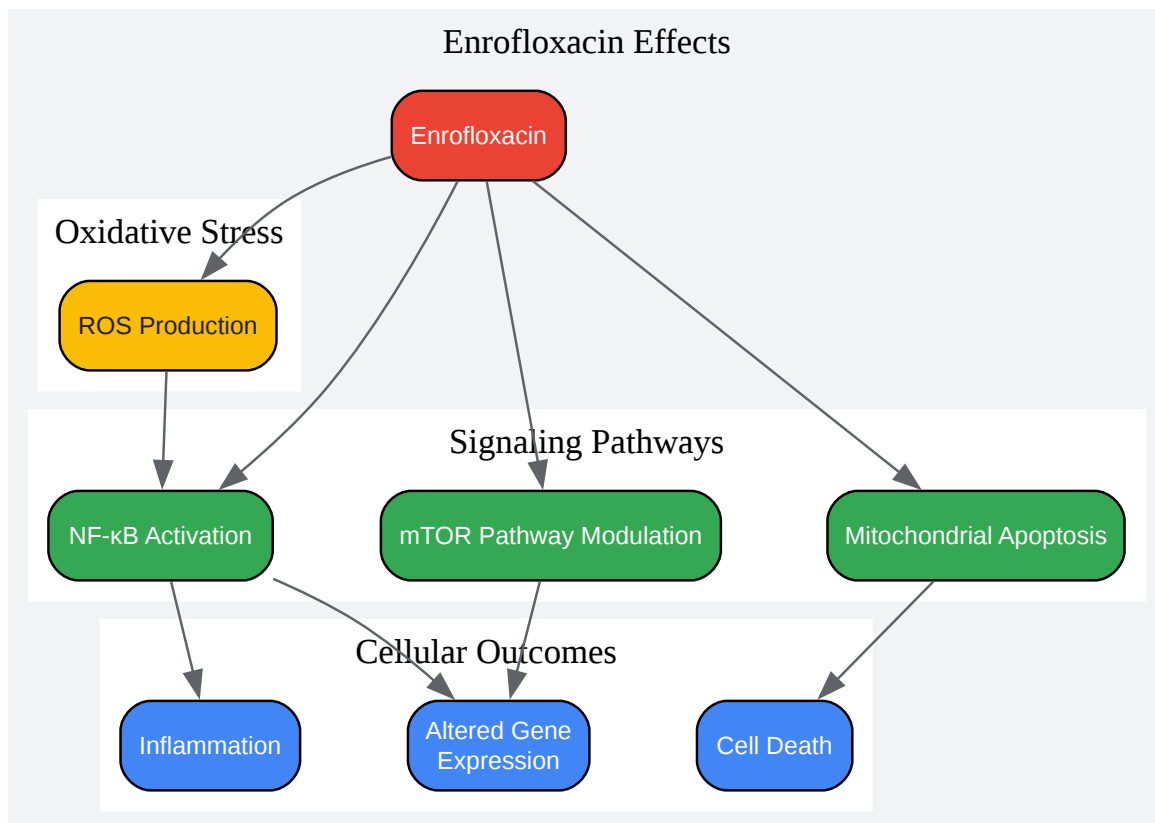 Enrofloxacin Effects
Enrofloxacin
Oxidative Stress
ROS Production
Signaling Pathways
NF-κB Activation
mTOR Pathway Modulation
Mitochondrial Apoptosis
Cellular Outcomes
Inflammation
Altered Gene
Expression
Cell Death